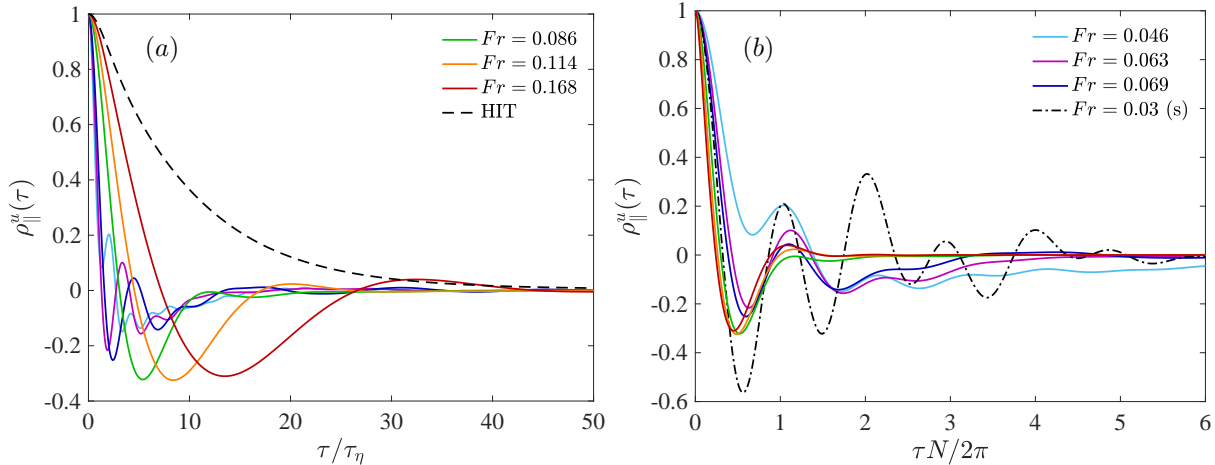 (a)
Fr = 0.086
Fr = 0.114
Fr = 0.168
HIT
1
0.8
0.6
0.4
0.2
0
-0.2
-0.4
0 10 20 30 40 50
τ/τ_η
ρ^u_∥(τ)
(b)
Fr = 0.046
Fr = 0.063
Fr = 0.069
Fr = 0.03 (s)
1
0.8
0.6
0.4
0.2
0
-0.2
-0.4
-0.6
0 1 2 3 4 5 6
τN/2π
ρ^u_∥(τ)